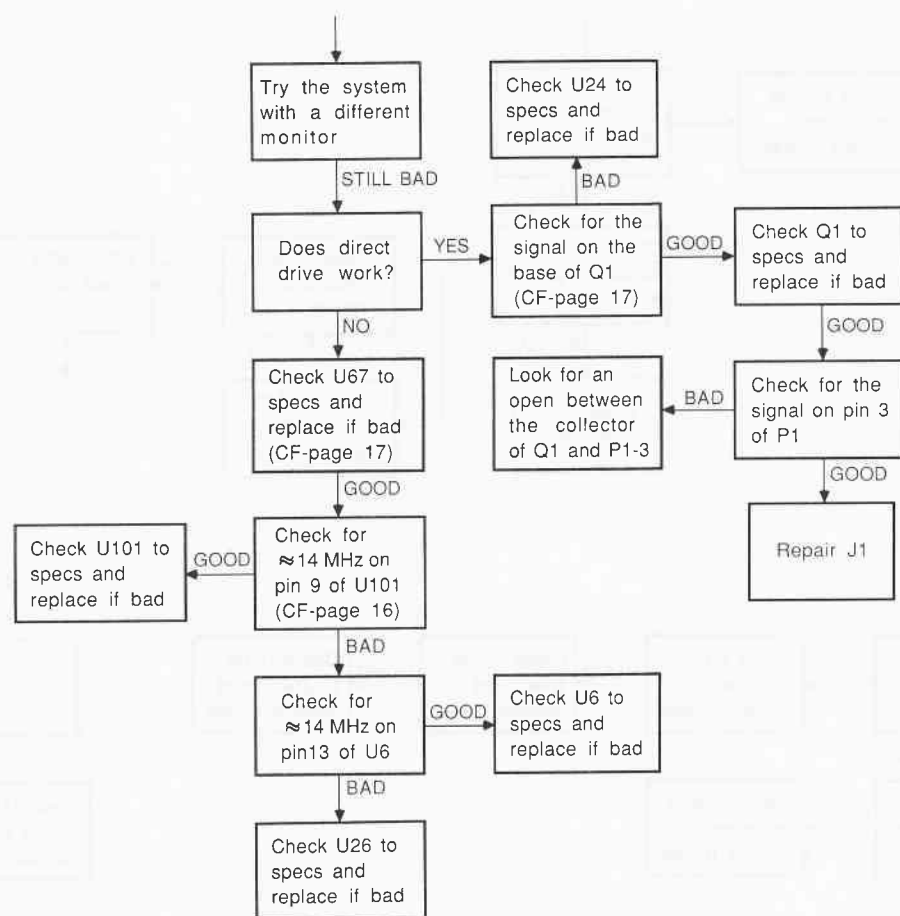 Try the system
with a different
monitor
STILL BAD
Does direct
drive work?
YES
Check for the
signal on the
base of Q1
(CF-page 17)
BAD
Check U24 to
specs and
replace if bad
GOOD
Check Q1 to
specs and
replace if bad
GOOD
Check for the
signal on pin 3
of P1
BAD
Look for an
open between
the collector
of Q1 and P1-3
GOOD
Repair J1
NO
Check U67 to
specs and
replace if bad
(CF-page 17)
GOOD
Check for
≈14 MHz on
pin 9 of U101
(CF-page 16)
GOOD
Check U101 to
specs and
replace if bad
BAD
Check for
≈14 MHz on
pin13 of U6
GOOD
Check U6 to
specs and
replace if bad
BAD
Check U26 to
specs and
replace if bad